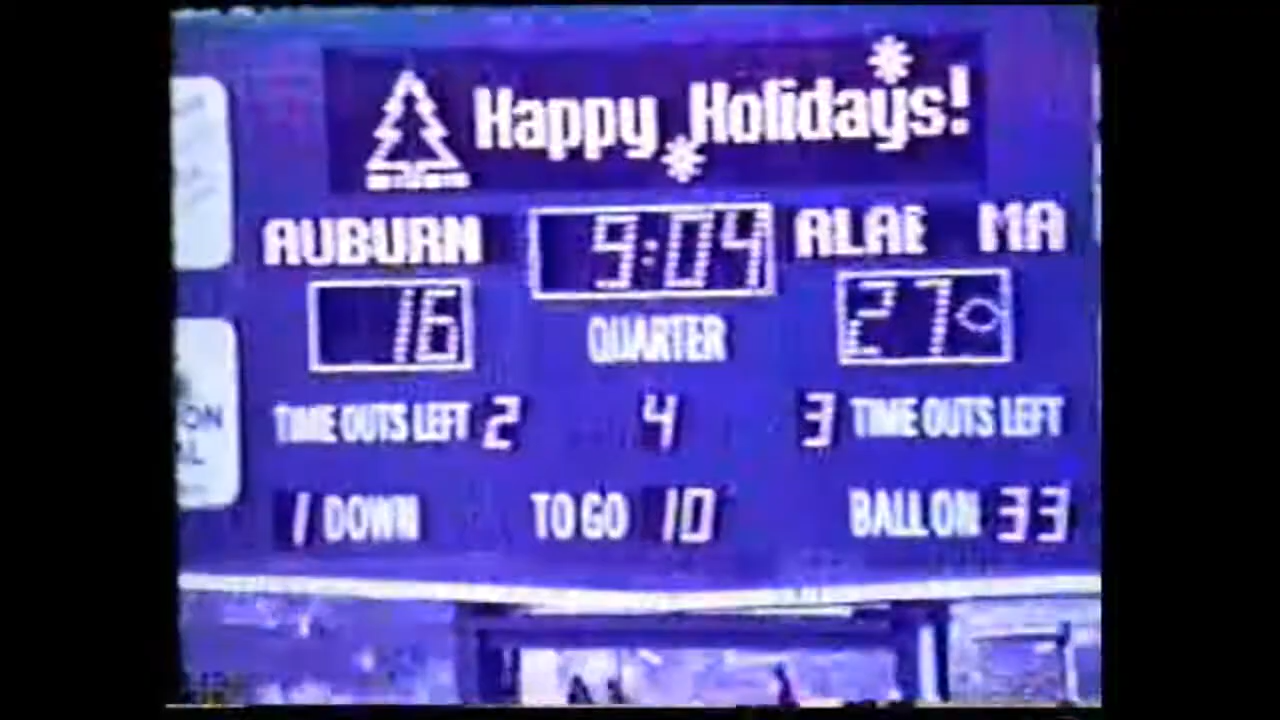 Happy Holidays!
AUBURN 9:04 ALAB MA
16 27
QUARTER
TIME OUTS LEFT 2 4 3 TIME OUTS LEFT
1 DOWN TO GO 10 BALL ON 33